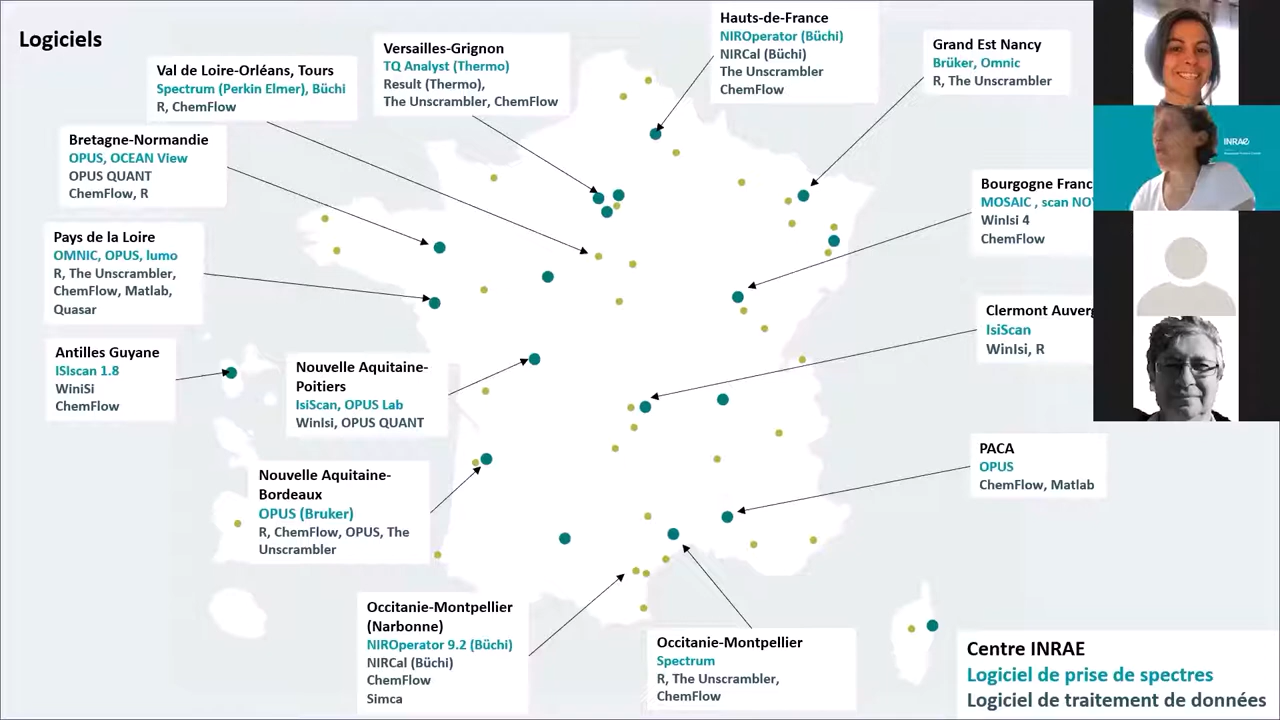 Logiciels
Val de Loire-Orléans, Tours
Spectrum (Perkin Elmer), Büchi
R, ChemFlow
Versailles-Grignon
TQ Analyst (Thermo)
Result (Thermo),
The Unscrambler, ChemFlow
Hauts-de-France
NIROperator (Büchi)
NIRCal (Büchi)
The Unscrambler
ChemFlow
Grand Est Nancy
Brüker, Omnic
R, The Unscrambler
Bretagne-Normandie
OPUS, OCEAN View
OPUS QUANT
ChemFlow, R
Bourgogne Franc
MOSAIC , scan NO
WinIsi 4
ChemFlow
Pays de la Loire
OMNIC, OPUS, lumo
R, The Unscrambler,
ChemFlow, Matlab,
Quasar
Clermont Auver
IsiScan
WinIsi, R
Antilles Guyane
ISIscan 1.8
WiniSi
ChemFlow
Nouvelle Aquitaine-
Poitiers
IsiScan, OPUS Lab
WinIsi, OPUS QUANT
Nouvelle Aquitaine-
Bordeaux
OPUS (Bruker)
R, ChemFlow, OPUS, The
Unscrambler
PACA
OPUS
ChemFlow, Matlab
Occitanie-Montpellier
(Narbonne)
NIROperator 9.2 (Büchi)
NIRCal (Büchi)
ChemFlow
Simca
Occitanie-Montpellier
Spectrum
R, The Unscrambler,
ChemFlow
Centre INRAE
Logiciel de prise de spectres
Logiciel de traitement de données
INRAE